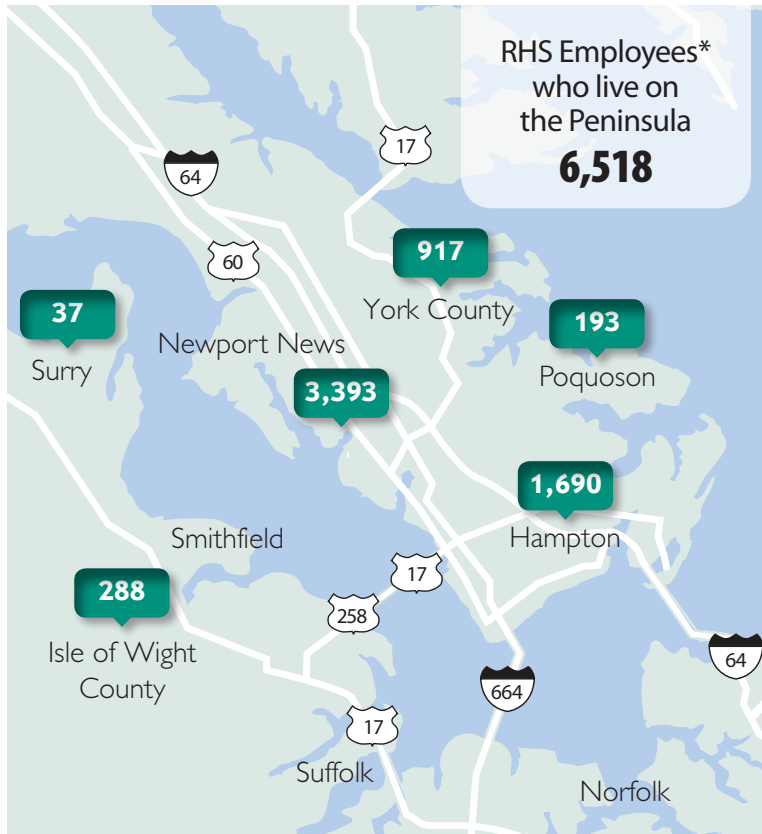 RHS Employees*
who live on
the Peninsula
6,518
17
64
60
917
York County
37
Surry
193
Poquoson
Newport News
3,393
1,690
Hampton
Smithfield
17
288
258
Isle of Wight
County
64
664
17
Suffolk
Norfolk